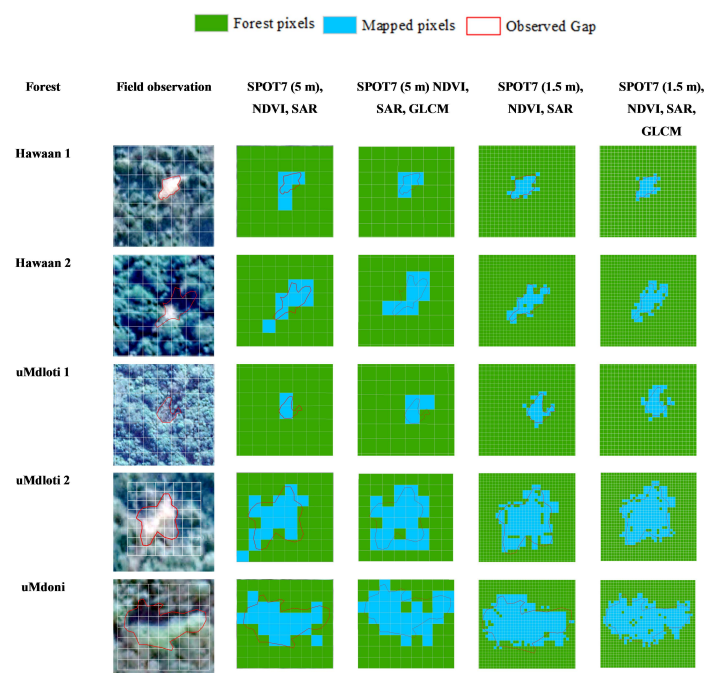 Forest pixels Mapped pixels Observed Gap
Forest Field observation SPOT7 (5 m), NDVI, SAR SPOT7 (5 m) NDVI, SAR, GLCM SPOT7 (1.5 m), NDVI, SAR SPOT7 (1.5 m), NDVI, SAR, GLCM
Hawaan 1
Hawaan 2
uMdloti 1
uMdloti 2
uMdoni